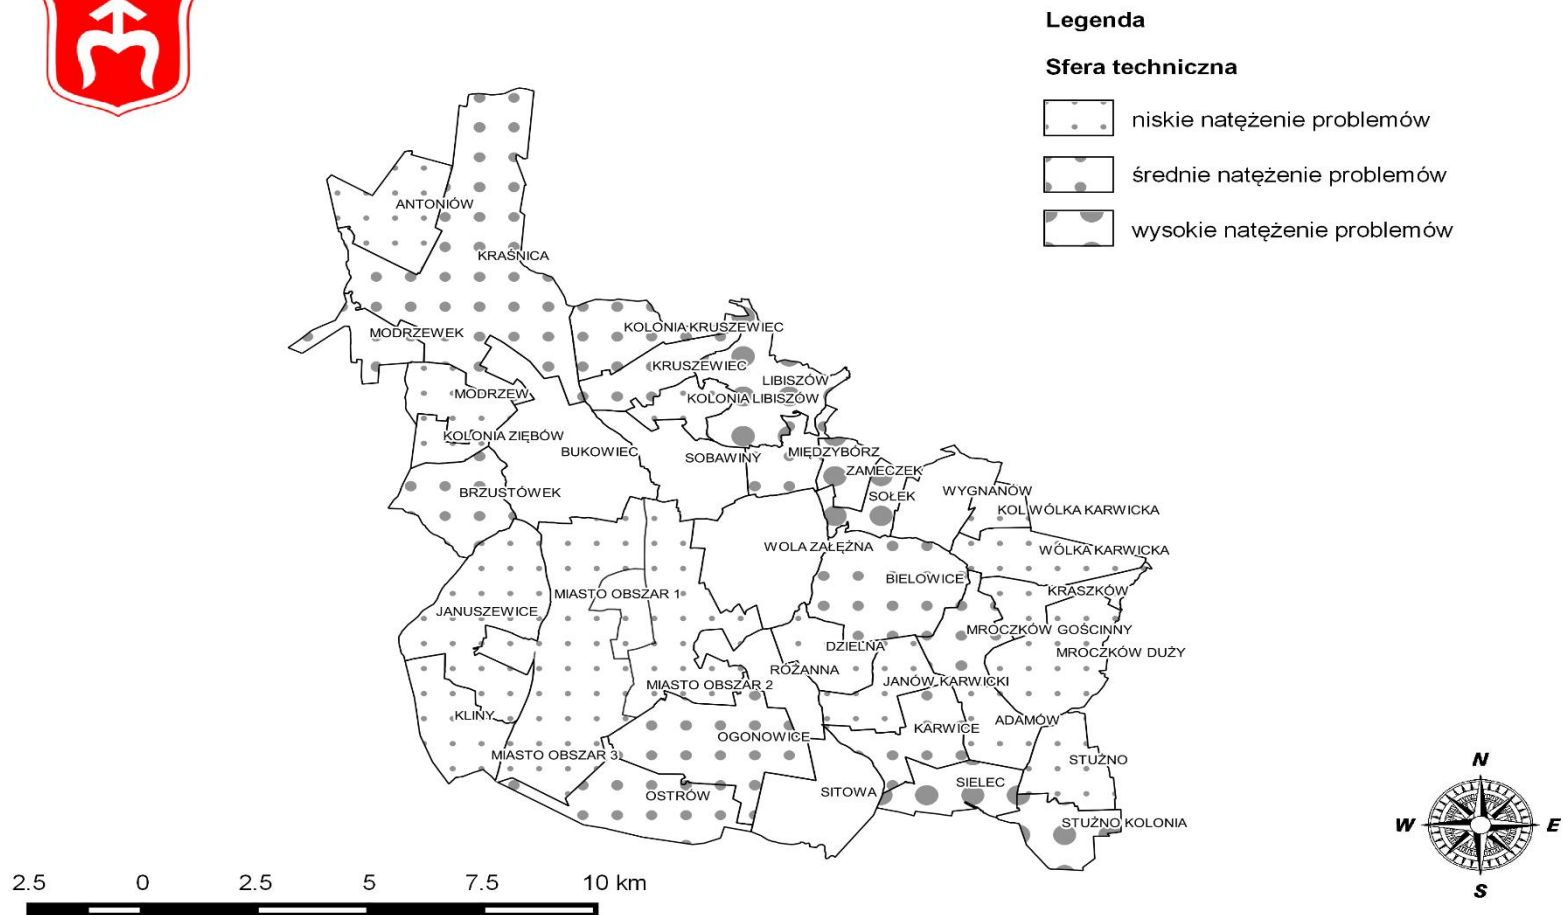 Legenda
Sfera techniczna
niskie natężenie problemów
średnie natężenie problemów
wysokie natężenie problemów
ANTONIÓW
KRAŚNICA
KOLONIA KRUSZEWIEC
MODRZEWEK
KRUSZEWIEC
LIBISZÓW
MODRZEW
KOLONIA LIBISZÓW
KOLONIA ZIĘBÓW
BUKOWIEC
SOBAWINY
MIĘDZYBÓRZ
ZAMECZEK
BRZUSTÓWEK
SOŁEK
WYGNANÓW
KOL WÓLKA KARWICKA
WOLA ZAŁĘŻNA
WÓLKA KARWICKA
BIELOWICE
KRASZKÓW
MIASTO OBSZAR 1
JANUSZEWICE
MROCZKÓW GOŚCINNY
DZIELNA
MROCZKÓW DUŻY
RÓŻANNA
MIASTO OBSZAR 2
JANÓW KARWICKI
KLINY
ADAMÓW
KARWICE
OGONOWICE
MIASTO OBSZAR 3
STUŻNO
SIELEC
OSTRÓW
SITOWA
STUŻNO KOLONIA
N
W E
S
2.5 0 2.5 5 7.5 10 km